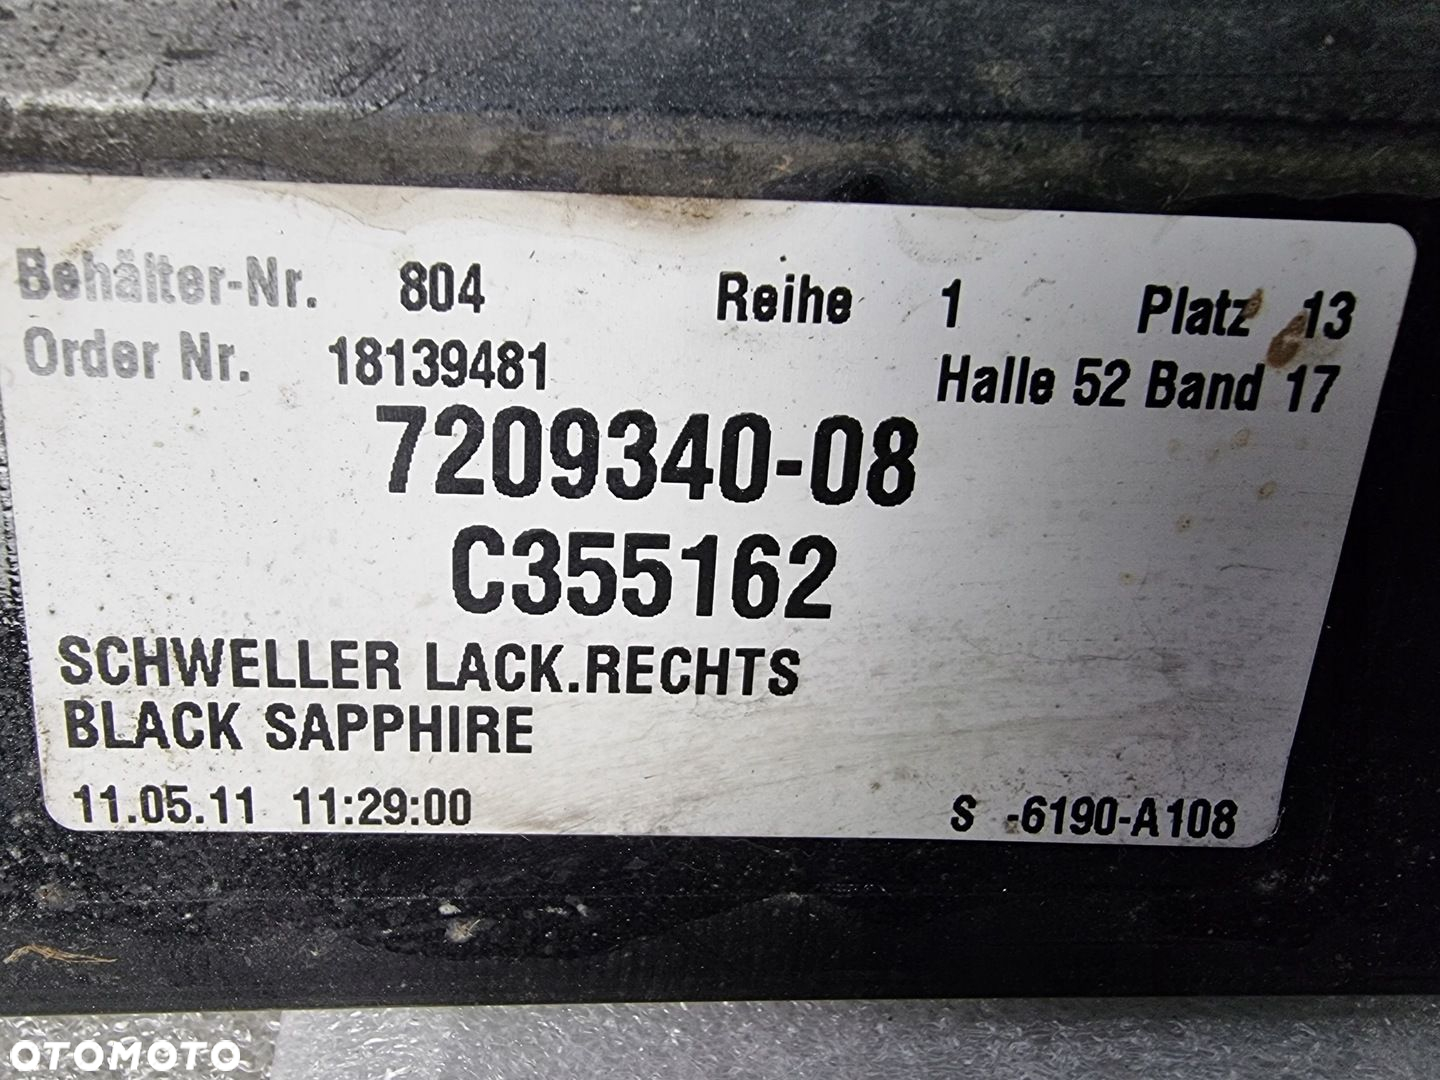 Behälter-Nr. 804 Reihe 1 Platz 13
Order Nr. 18139481 Halle 52 Band 17
7209340-08
C355162
SCHWELLER LACK.RECHTS
BLACK SAPPHIRE
11.05.11 11:29:00 S -6190-A108
OTOMOTO